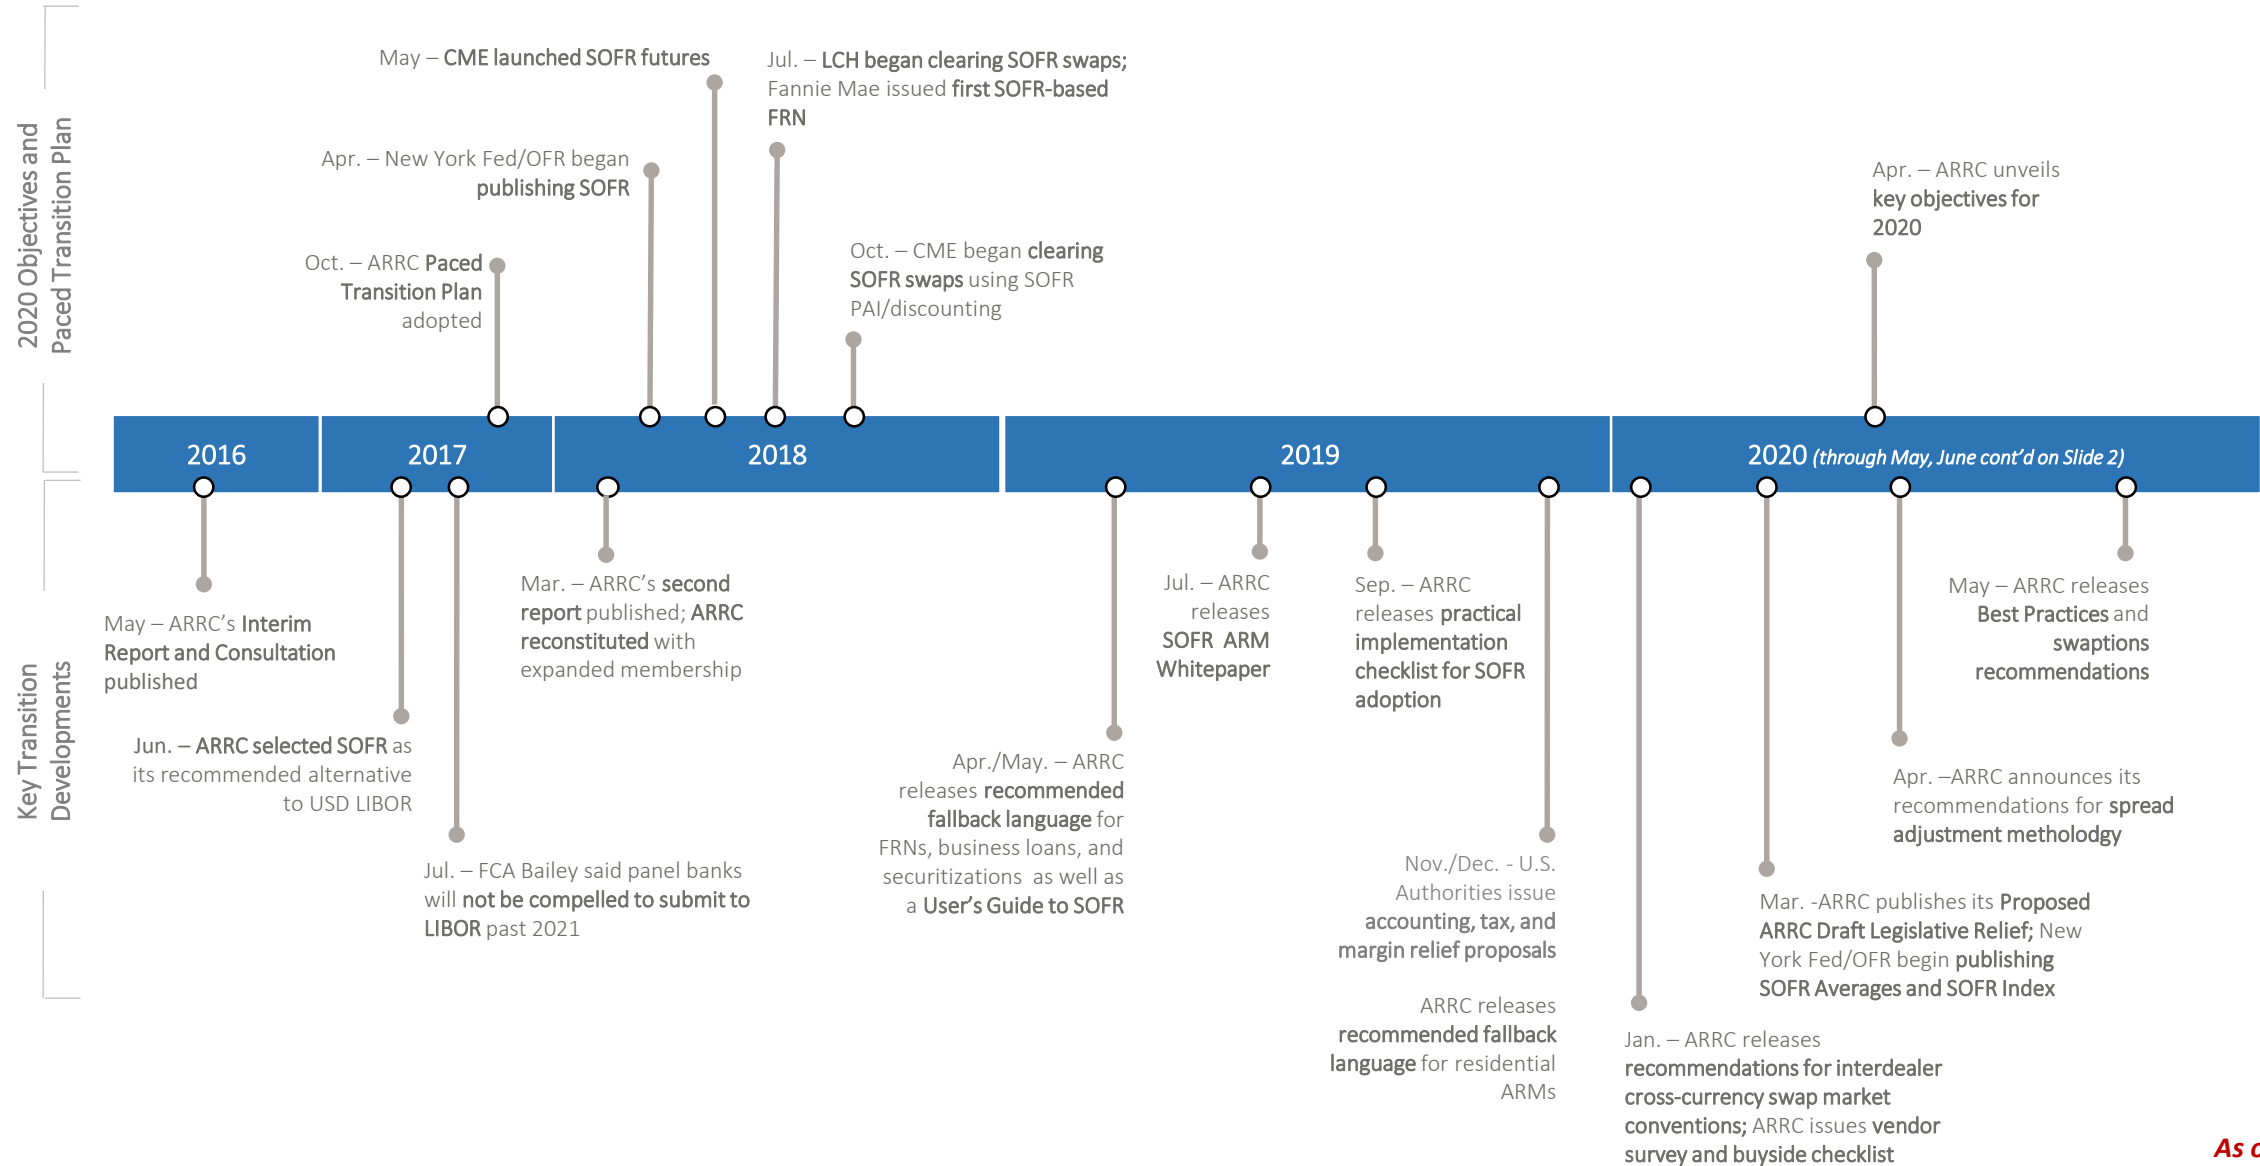 2020 Objectives and
Paced Transition Plan
May – CME launched SOFR futures
Jul. – LCH began clearing SOFR swaps;
Fannie Mae issued first SOFR-based
FRN
Apr. – New York Fed/OFR began
publishing SOFR
Oct. – ARRC Paced
Transition Plan
adopted
Oct. – CME began clearing
SOFR swaps using SOFR
PAI/discounting
Apr. – ARRC unveils
key objectives for
2020
2016
2017
2018
2019
2020 (through May, June cont’d on Slide 2)
Key Transition
Developments
May – ARRC’s Interim
Report and Consultation
published
Jun. – ARRC selected SOFR as
its recommended alternative
to USD LIBOR
Jul. – FCA Bailey said panel banks
will not be compelled to submit to
LIBOR past 2021
Mar. – ARRC’s second
report published; ARRC
reconstituted with
expanded membership
Apr./May. – ARRC
releases recommended
fallback language for
FRNs, business loans, and
securitizations as well as
a User’s Guide to SOFR
Jul. – ARRC
releases
SOFR ARM
Whitepaper
Sep. – ARRC
releases practical
implementation
checklist for SOFR
adoption
Nov./Dec. - U.S.
Authorities issue
accounting, tax, and
margin relief proposals
ARRC releases
recommended fallback
language for residential
ARMs
Jan. – ARRC releases
recommendations for interdealer
cross-currency swap market
conventions; ARRC issues vendor
survey and buyside checklist
Mar. -ARRC publishes its Proposed
ARRC Draft Legislative Relief; New
York Fed/OFR begin publishing
SOFR Averages and SOFR Index
Apr. –ARRC announces its
recommendations for spread
adjustment metholodgy
May – ARRC releases
Best Practices and
swaptions
recommendations
As